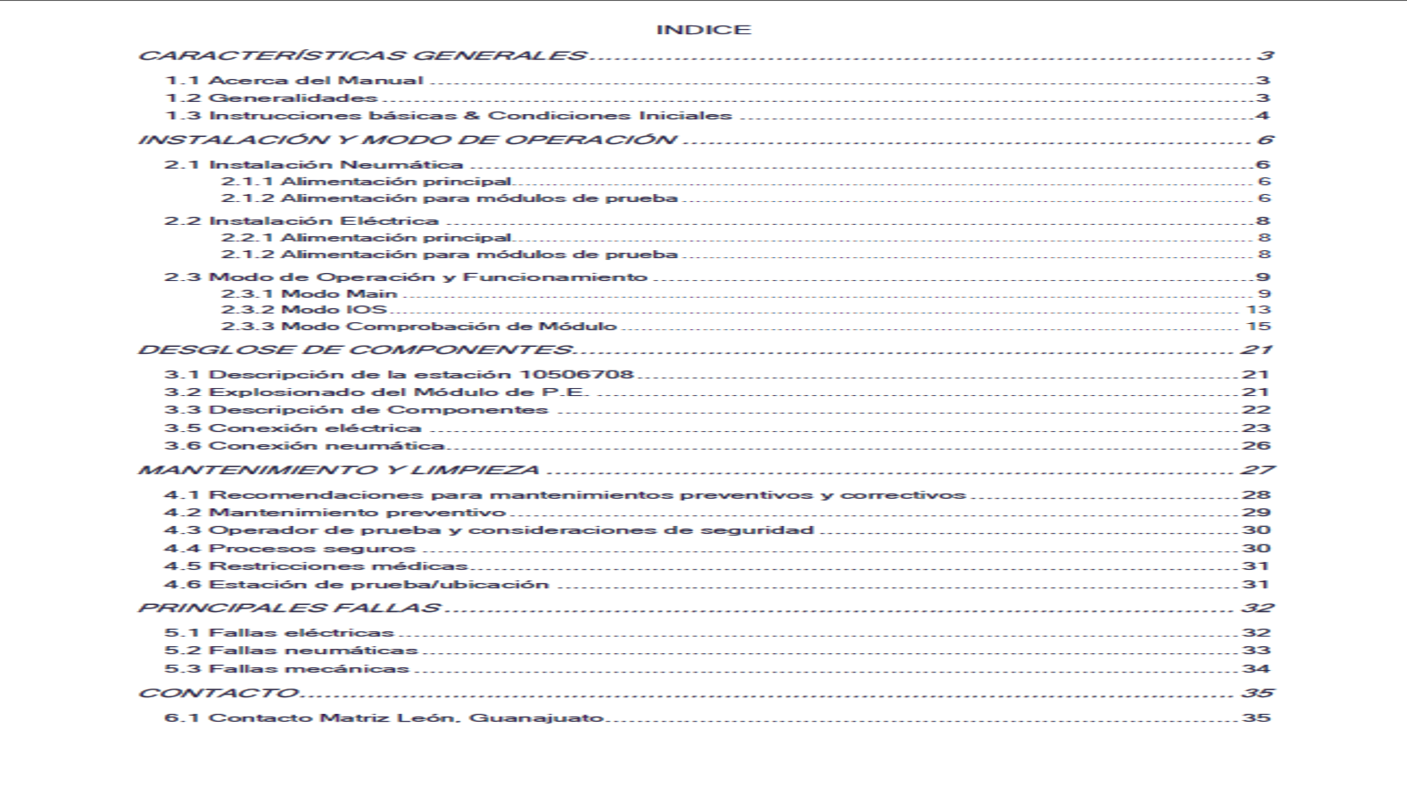 INDICE
CARACTERÍSTICAS GENERALES 3
1.1 Acerca del Manual 3
1.2 Generalidades 3
1.3 Instrucciones básicas & Condiciones Iniciales 4
INSTALACIÓN Y MODO DE OPERACIÓN 6
2.1 Instalación Neumática 6
2.1.1 Alimentación principal 6
2.1.2 Alimentación para módulos de prueba 6
2.2 Instalación Eléctrica 8
2.2.1 Alimentación principal 8
2.1.2 Alimentación para módulos de prueba 8
2.3 Modo de Operación y Funcionamiento 9
2.3.1 Modo Main 9
2.3.2 Modo IOS 13
2.3.3 Modo Comprobación de Módulo 15
DESGLOSE DE COMPONENTES 21
3.1 Descripción de la estación 10506708 21
3.2 Explosionado del Módulo de P.E. 21
3.3 Descripción de Componentes 22
3.5 Conexión eléctrica 23
3.6 Conexión neumática 26
MANTENIMIENTO Y LIMPIEZA 27
4.1 Recomendaciones para mantenimientos preventivos y correctivos 28
4.2 Mantenimiento preventivo 29
4.3 Operador de prueba y consideraciones de seguridad 30
4.4 Procesos seguros 30
4.5 Restricciones médicas 31
4.6 Estación de prueba/ubicación 31
PRINCIPALES FALLAS 32
5.1 Fallas eléctricas 32
5.2 Fallas neumáticas 33
5.3 Fallas mecánicas 34
CONTACTO 35
6.1 Contacto Matriz León, Guanajuato 35